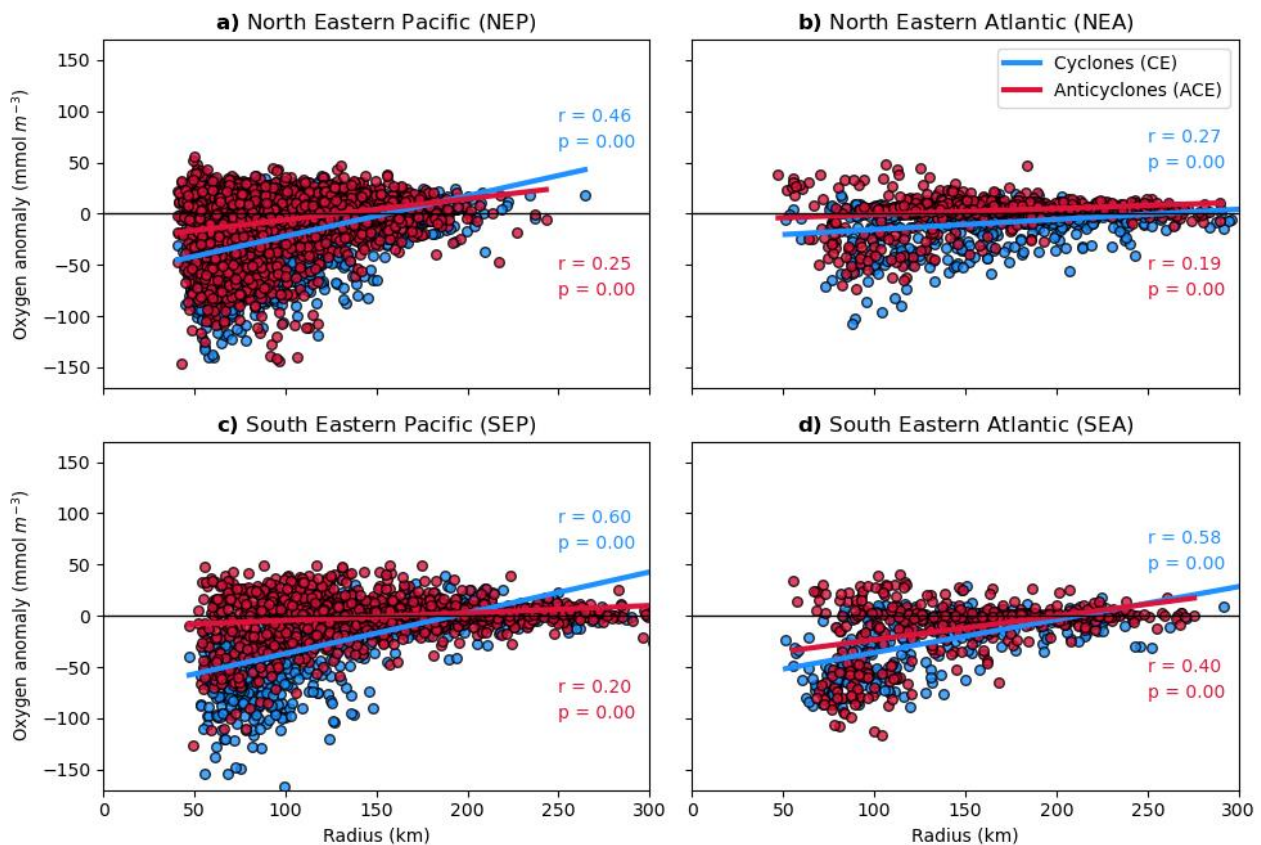 a) North Eastern Pacific (NEP)
b) North Eastern Atlantic (NEA)
Oxygen anomaly (mmol m⁻³)
150
100
50
0
−50
−100
−150
r = 0.46
p = 0.00
r = 0.25
p = 0.00
Cyclones (CE)
Anticyclones (ACE)
r = 0.27
p = 0.00
r = 0.19
p = 0.00
c) South Eastern Pacific (SEP)
d) South Eastern Atlantic (SEA)
Oxygen anomaly (mmol m⁻³)
150
100
50
0
−50
−100
−150
r = 0.60
p = 0.00
r = 0.20
p = 0.00
r = 0.58
p = 0.00
r = 0.40
p = 0.00
0 50 100 150 200 250 300
Radius (km)
0 50 100 150 200 250 300
Radius (km)